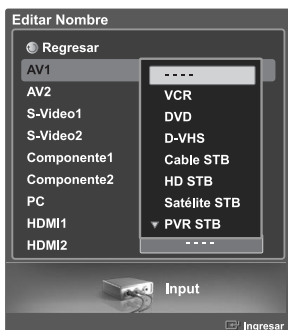 Editar Nombre
Regresar
AV1
AV2
S-Video1
S-Video2
Componente1
Componente2
PC
HDMI1
HDMI2
- - - -
VCR
DVD
D-VHS
Cable STB
HD STB
Satélite STB
PVR STB
- - - -
Input
Ingresar